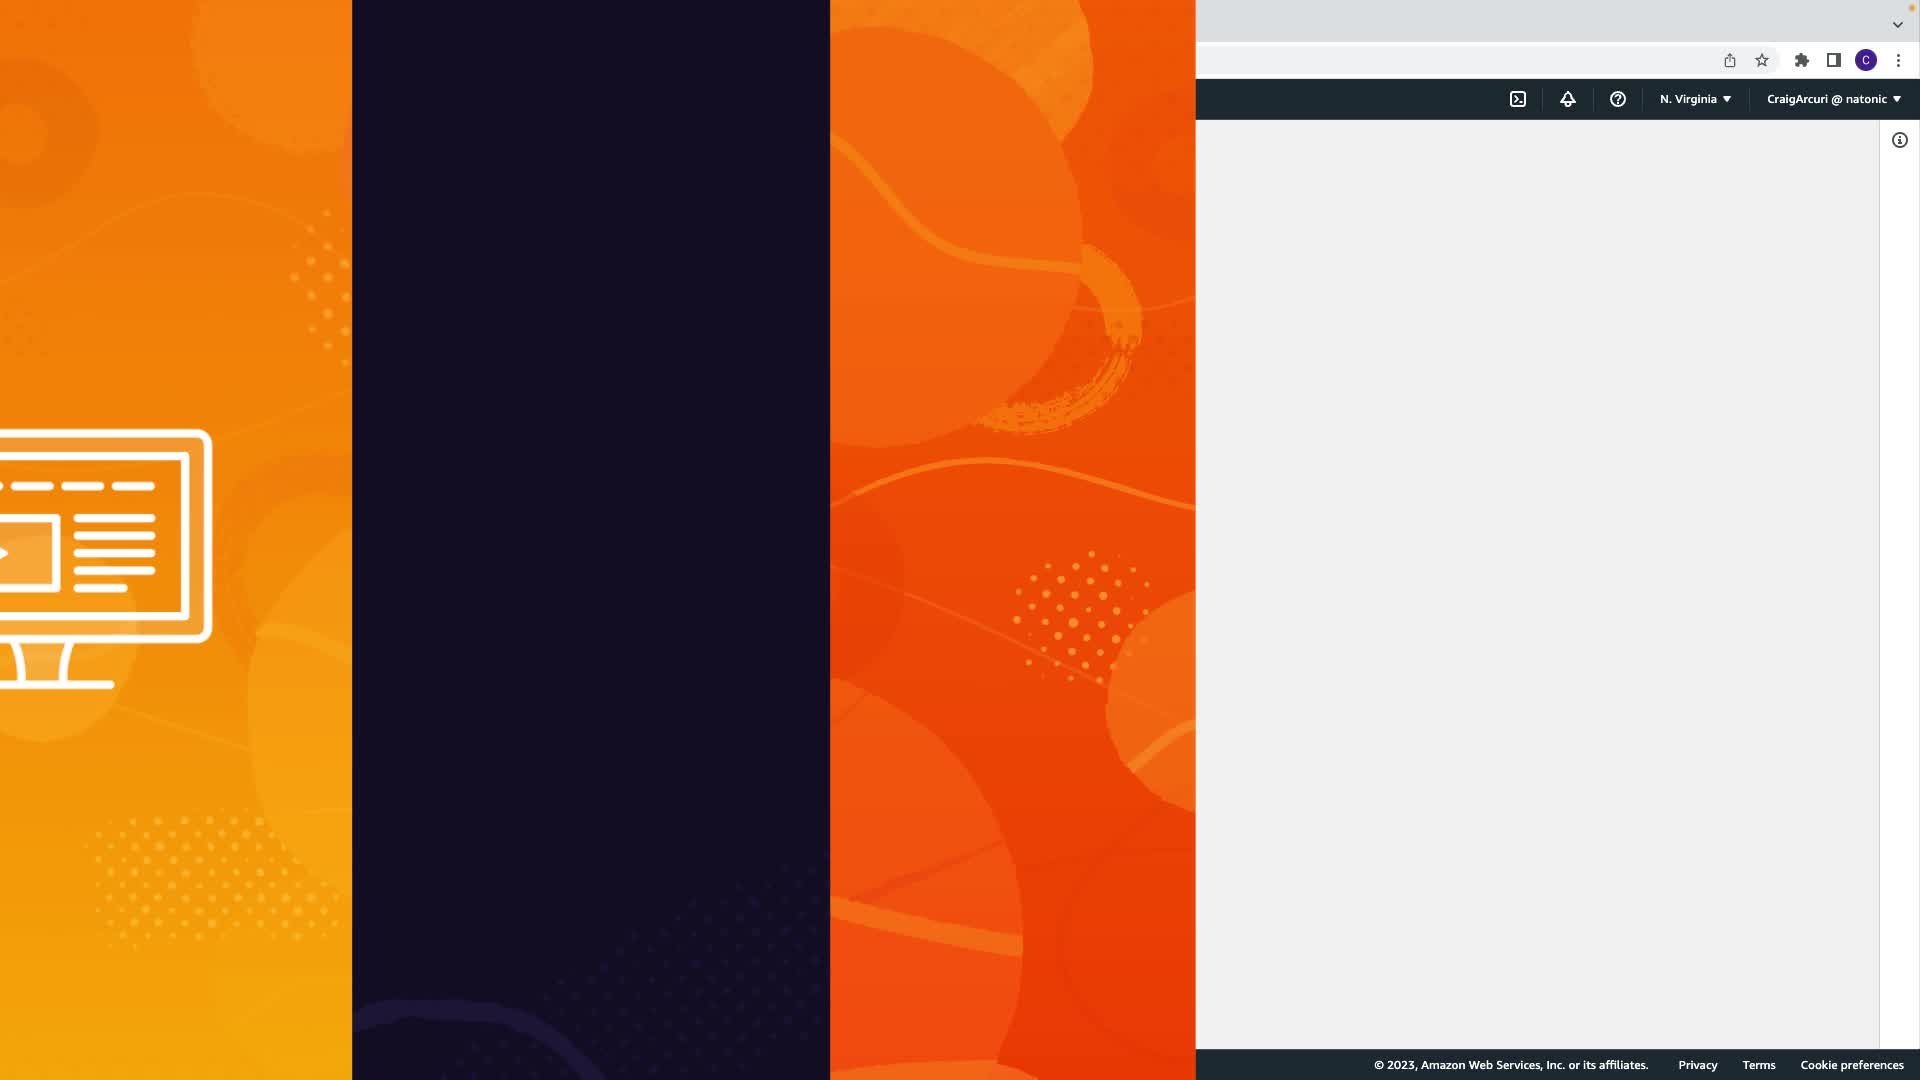 C
N. Virginia
CraigArcuri @ natonic
© 2023, Amazon Web Services, Inc. or its affiliates. Privacy Terms Cookie preferences